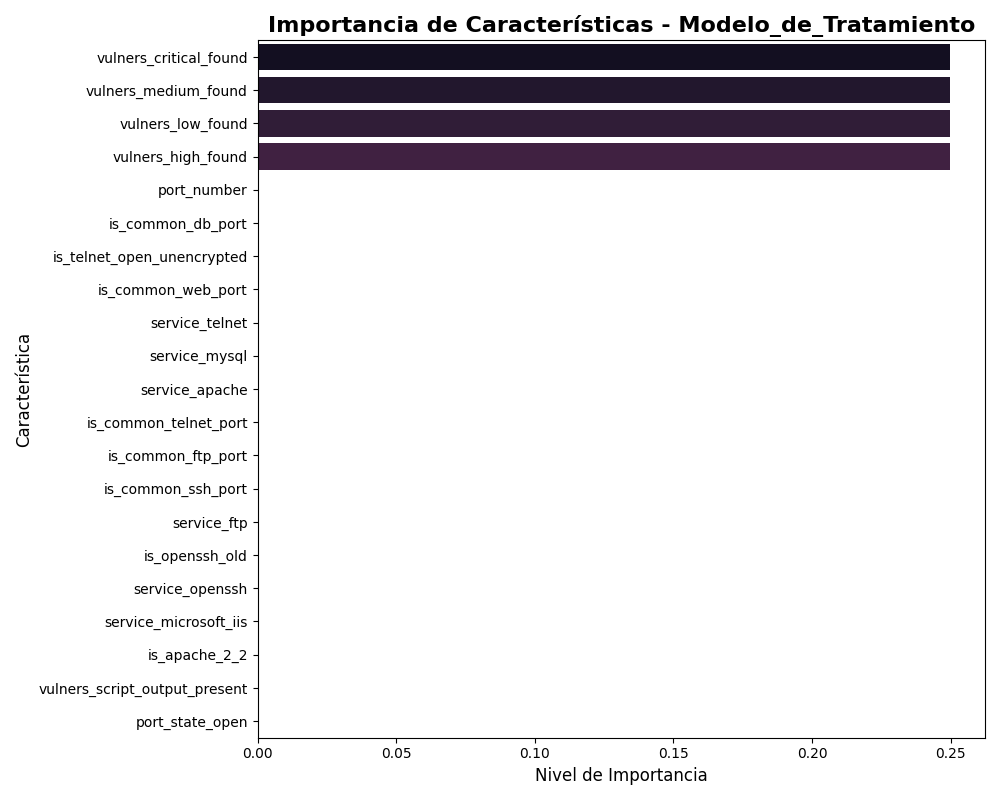 Importancia de Características - Modelo_de_Tratamiento
vulners_critical_found
vulners_medium_found
vulners_low_found
vulners_high_found
port_number
is_common_db_port
is_telnet_open_unencrypted
is_common_web_port
service_telnet
service_mysql
service_apache
is_common_telnet_port
is_common_ftp_port
is_common_ssh_port
service_ftp
is_openssh_old
service_openssh
service_microsoft_iis
is_apache_2_2
vulners_script_output_present
port_state_open
Característica
0.00 0.05 0.10 0.15 0.20 0.25
Nivel de Importancia